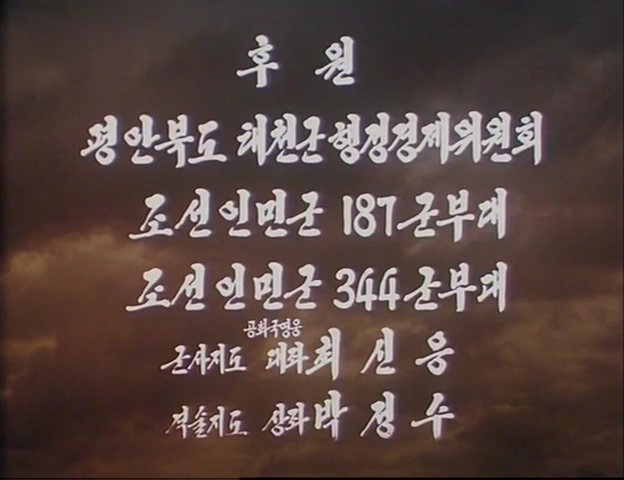 후 원
평안북도 태천군행정경제위원회
조선인민군 187군부대
조선인민군 344군부대
공화국영웅
군사지도 대좌 최 신 웅
격술지도 상좌 박 정 수